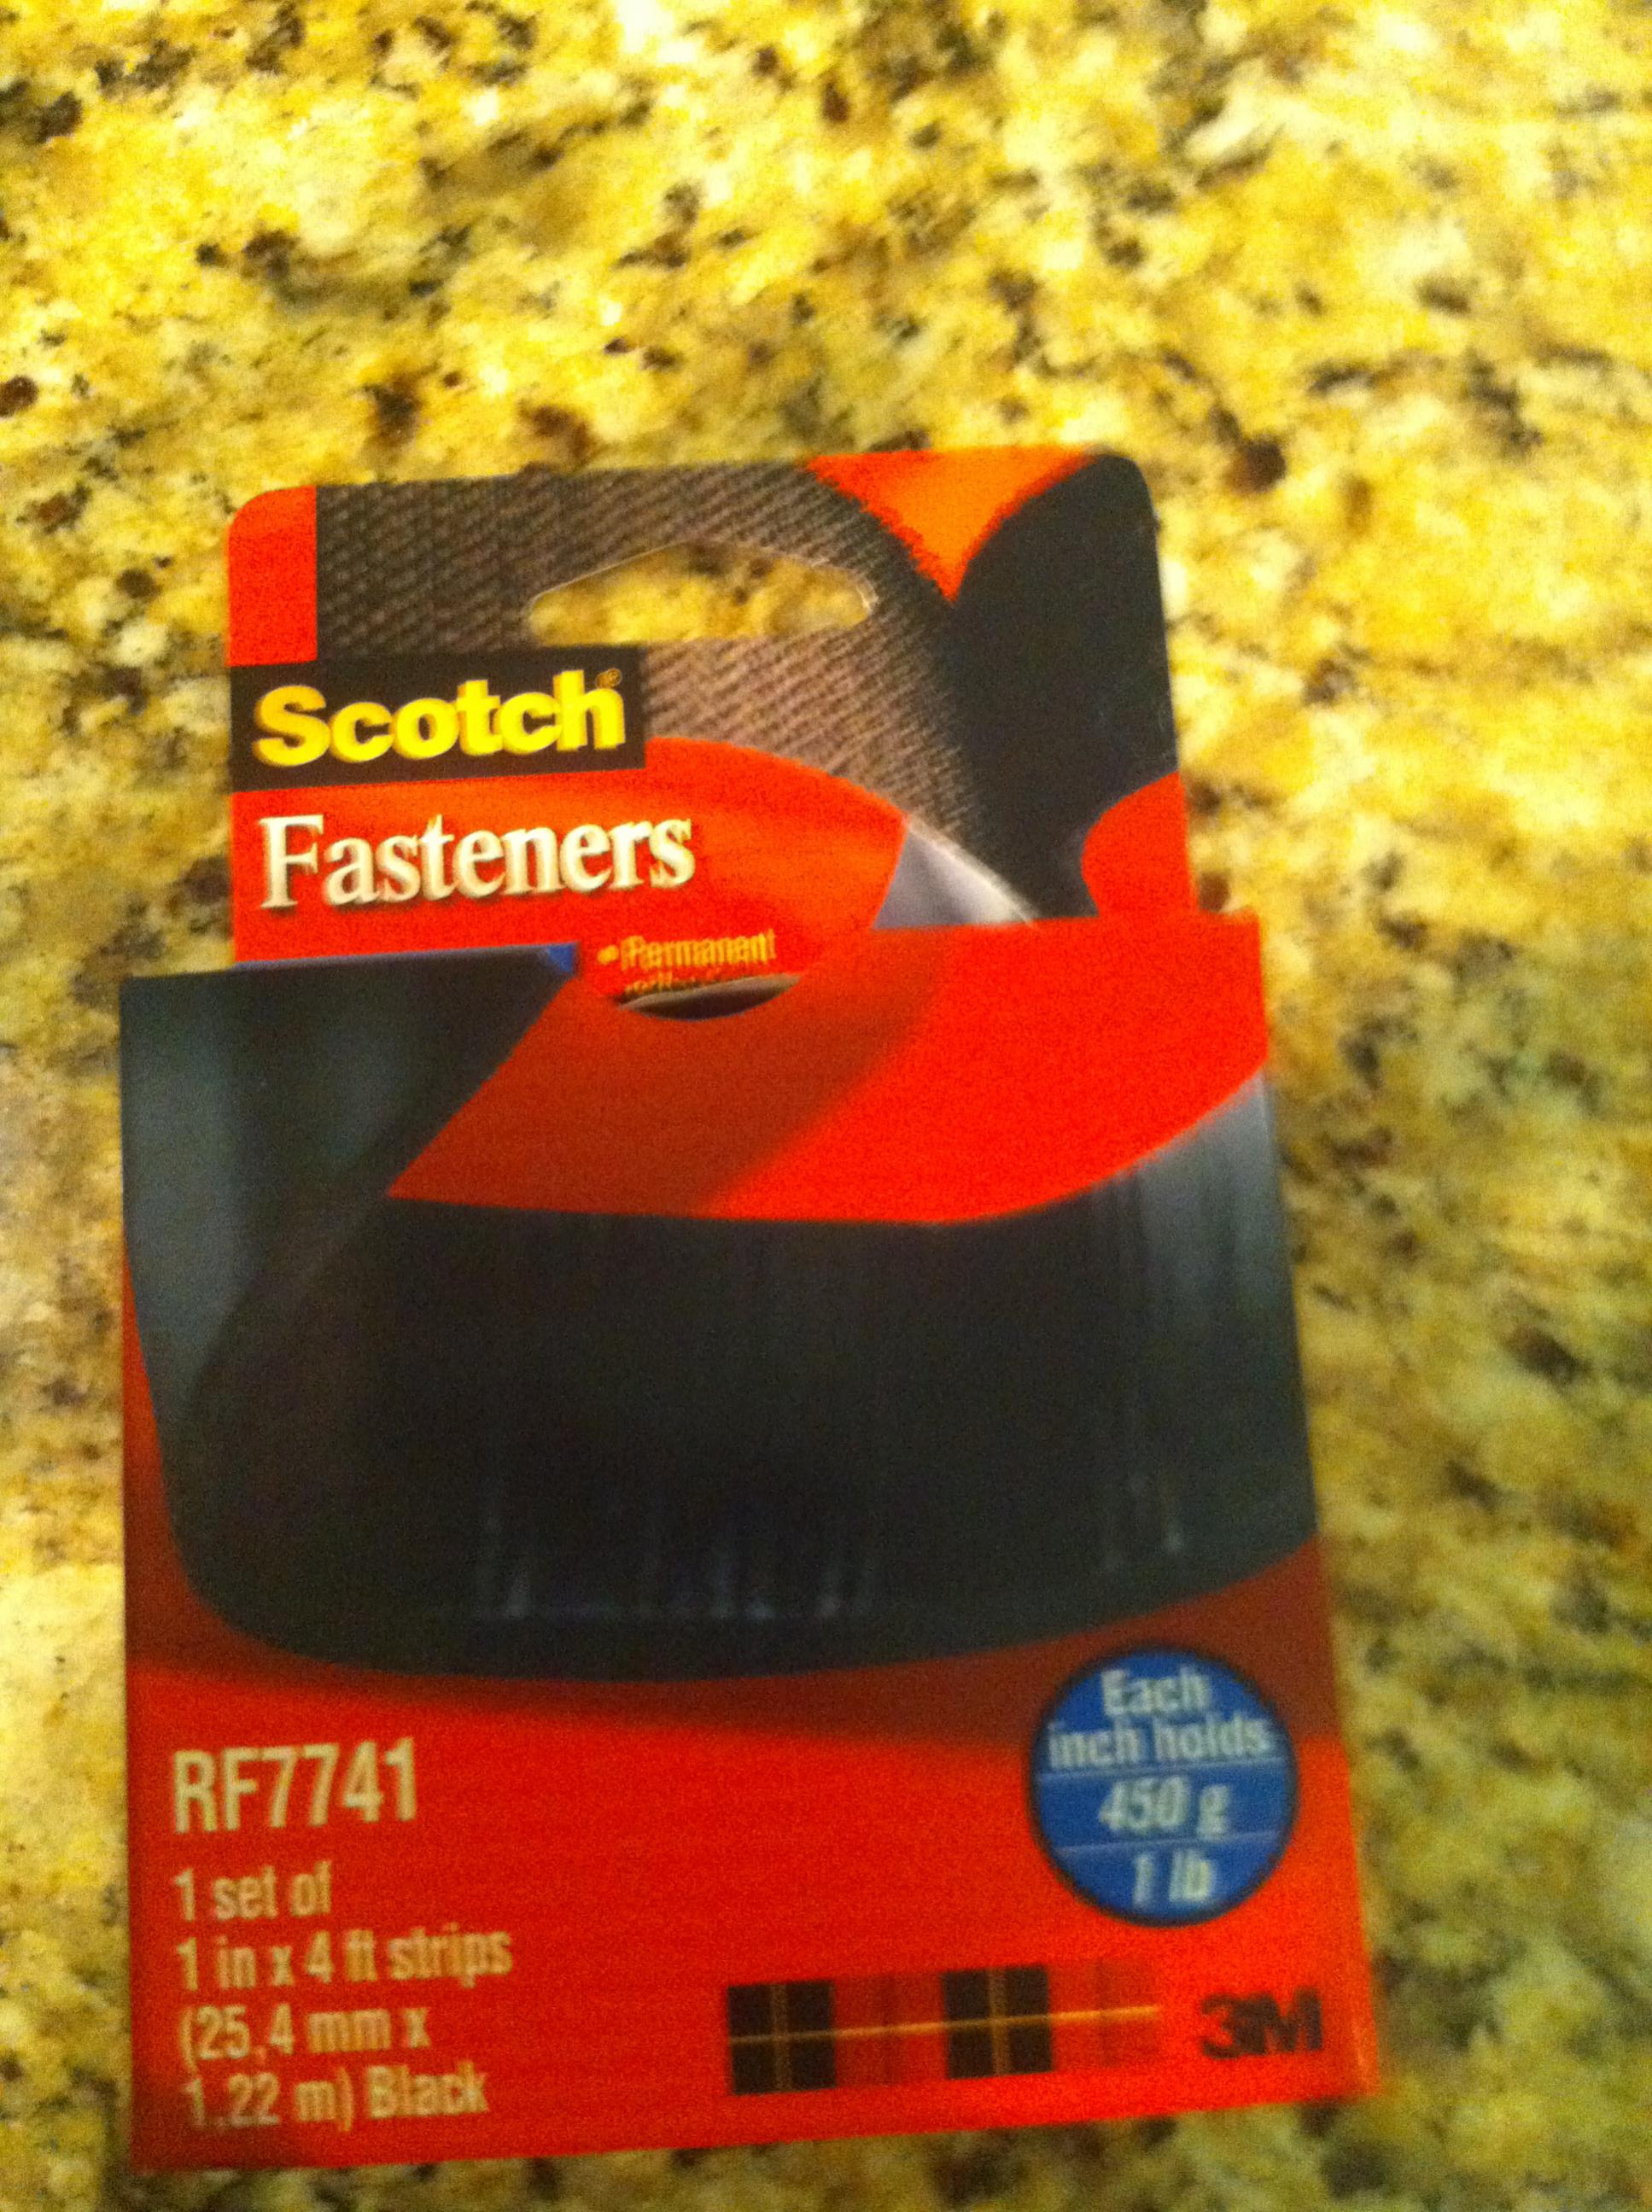 Scotch®
Fasteners
• Permanent
RF7741
1 set of
1 in x 4 ft strips
(25,4 mm x
1,22 m) Black
Each
inch holds
450 g
1 lb
3M